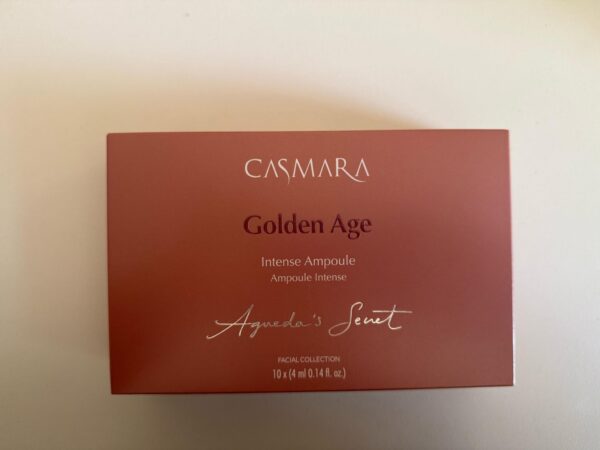 CASMARA
Golden Age
Intense Ampoule
Ampoule Intense
Agueda's Secret
FACIAL COLLECTION
10 x (4 ml 0.14 fl. oz.)